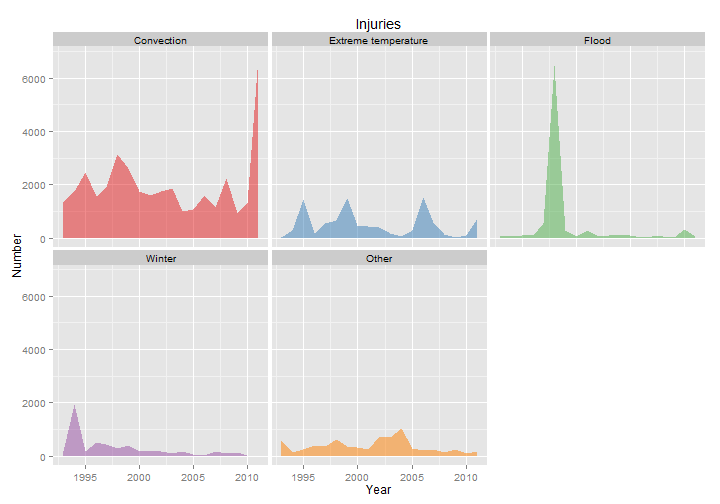 Injuries
Convection
Extreme temperature
Flood
6000
4000
2000
0
Number
Winter
Other
6000
4000
2000
0
1995
2000
2005
2010
1995
2000
2005
2010
Year